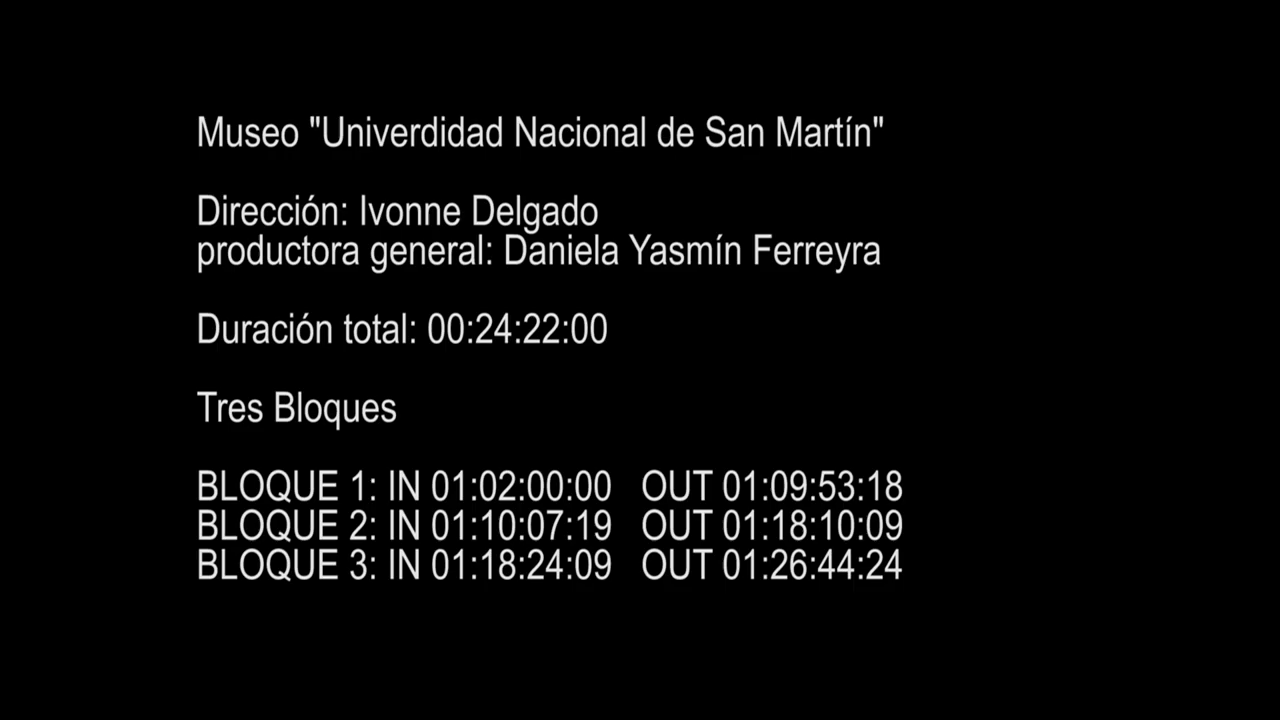 Museo "Univerdidad Nacional de San Martín"
Dirección: Ivonne Delgado
productora general: Daniela Yasmín Ferreyra
Duración total: 00:24:22:00
Tres Bloques
BLOQUE 1: IN 01:02:00:00 OUT 01:09:53:18
BLOQUE 2: IN 01:10:07:19 OUT 01:18:10:09
BLOQUE 3: IN 01:18:24:09 OUT 01:26:44:24